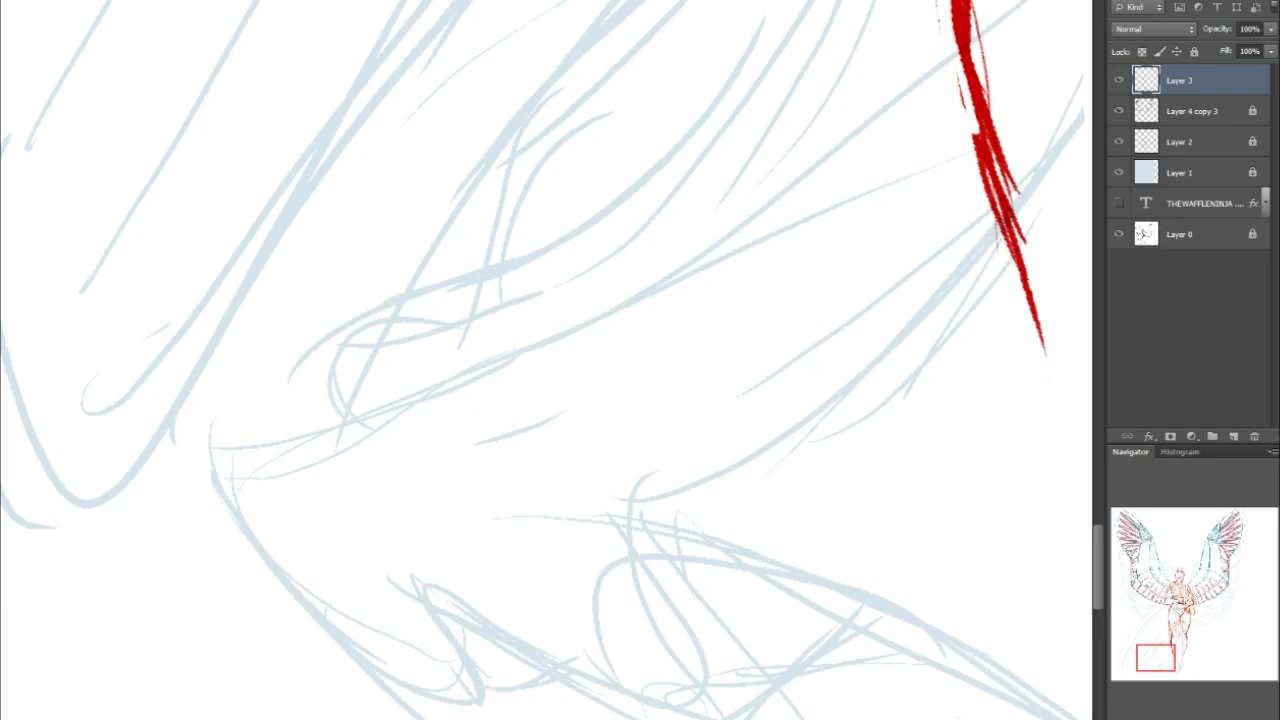 Kind
Normal
Opacity: 100%
Lock:
Fill: 100%
Layer 3
Layer 4 copy 3
Layer 2
Layer 1
T THEWAFFLENINJA .... fx
Layer 0
fx.
Navigator
Histogram